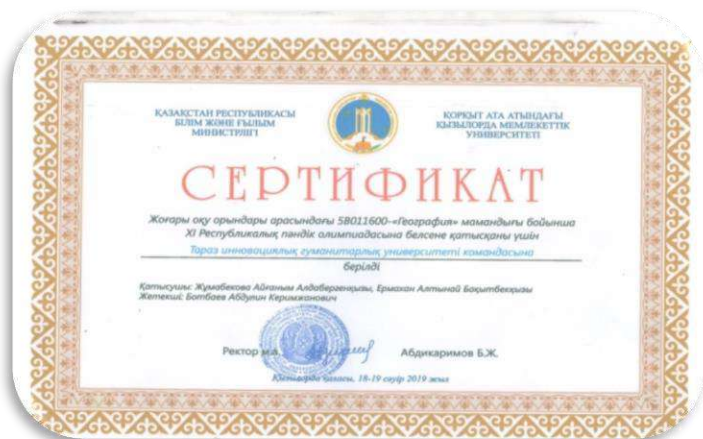 ҚАЗАҚСТАН РЕСПУБЛИКАСЫ
БІЛІМ ЖӘНЕ ҒЫЛЫМ
МИНИСТРЛІГІ
ҚОРҚЫТ АТА АТЫНДАҒЫ
ҚЫЗЫЛОРДА МЕМЛЕКЕТТІК
УНИВЕРСИТЕТІ
СЕРТИФИКАТ
Жоғары оқу орындары арасындағы 5В011600-«География» мамандығы бойынша
XI Республикалық пәндік олимпиадасына белсене қатысқаны үшін
Тараз инновациялық гуманитарлық университеті командасына
берілді
Қатысушы: Жұмабекова Айғаным Алдабергенқызы, Ермахан Алтынай Бақытбекқызы
Жетекші: Ботбаев Абдулин Керимжанович
Ректор м.а.
Абдикаримов Б.Ж.
Қызылорда қаласы, 18-19 сәуір 2019 жыл